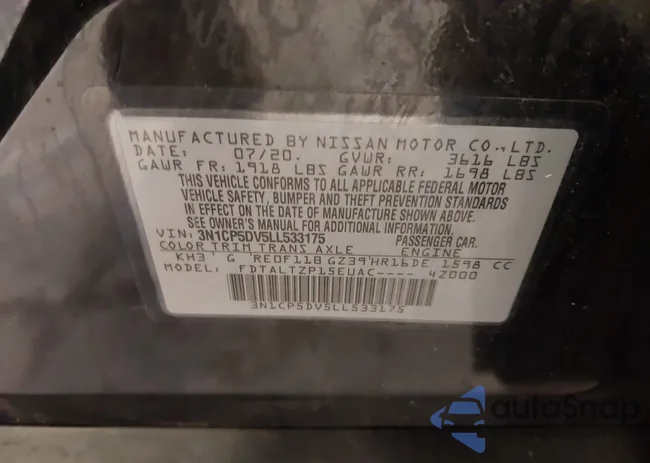 MANUFACTURED BY NISSAN MOTOR CO., LTD.
DATE: 07/20. GVWR: 3616 LBS
GAWR FR: 1918 LBS GAWR RR: 1698 LBS
THIS VEHICLE CONFORMS TO ALL APPLICABLE FEDERAL MOTOR
VEHICLE SAFETY, BUMPER AND THEFT PREVENTION STANDARDS
IN EFFECT ON THE DATE OF MANUFACTURE SHOWN ABOVE.
SEE OWNER'S MANUAL FOR ADDITIONAL INFORMATION.
VIN: 3N1CP5DV5LL533175 PASSENGER CAR.
COLOR TRIM TRANS AXLE ENGINE
KH3 G RE0F11B GZ39 HR16DE 1598 CC
MODEL: FDTALTZP15EUAC---- 4Z000
3N1CP5DV5LL533175
autoSnap